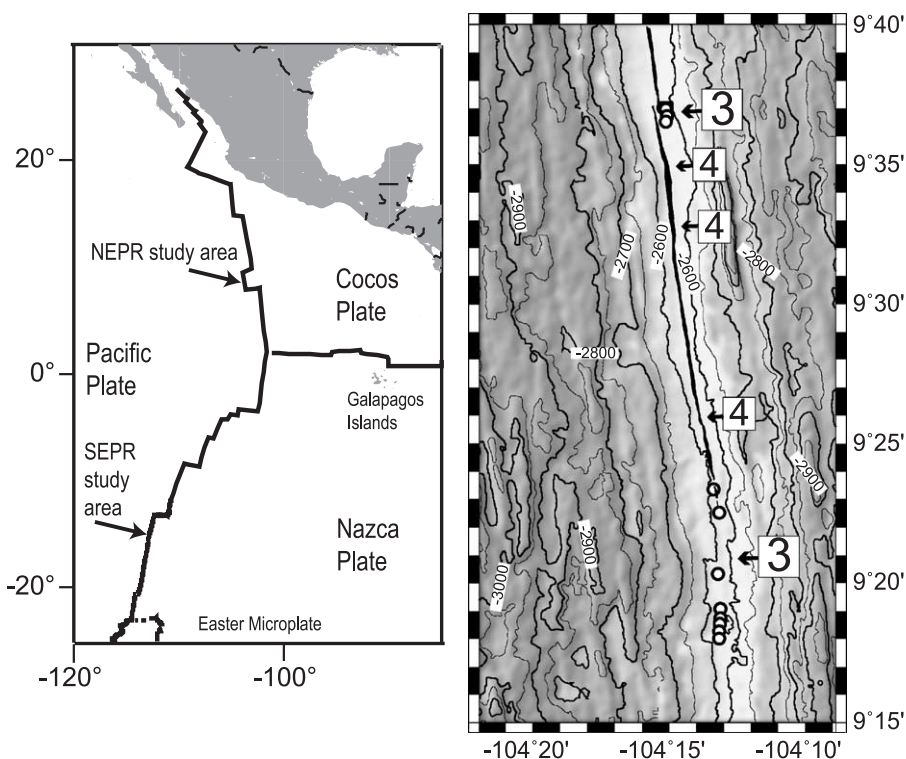 20°
0°
-20°
-120°
-100°
NEPR study area
Cocos
Plate
Pacific
Plate
Galapagos
Islands
SEPR
study
area
Nazca
Plate
Easter Microplate
9°40'
9°35'
9°30'
9°25'
9°20'
9°15'
-104°20'
-104°15'
-104°10'
3
4
4
4
3
-2900
-2700
-2600
-2600
-2800
-2800
-2900
-2900
-3000